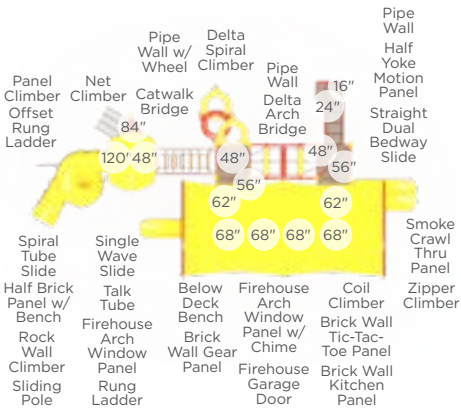 Pipe
Wall w/
Wheel
Delta
Spiral
Climber
Pipe
Wall
Half
Yoke
Motion
Panel
Straight
Dual
Bedway
Slide
Panel
Climber
Offset
Rung
Ladder
Net
Climber
Catwalk
Bridge
Pipe
Wall
Delta
Arch
Bridge
16"
24"
84"
120'
48"
48"
48"
56"
56"
62"
62"
68"
68"
68"
68"
Smoke
Crawl
Thru
Panel
Zipper
Climber
Spiral
Tube
Slide
Half Brick
Panel w/
Bench
Rock
Wall
Climber
Sliding
Pole
Single
Wave
Slide
Talk
Tube
Firehouse
Arch
Window
Panel
Rung
Ladder
Below
Deck
Bench
Brick
Wall Gear
Panel
Firehouse
Arch
Window
Panel w/
Chime
Firehouse
Garage
Door
Coil
Climber
Brick Wall
Tic-Tac-
Toe Panel
Brick Wall
Kitchen
Panel